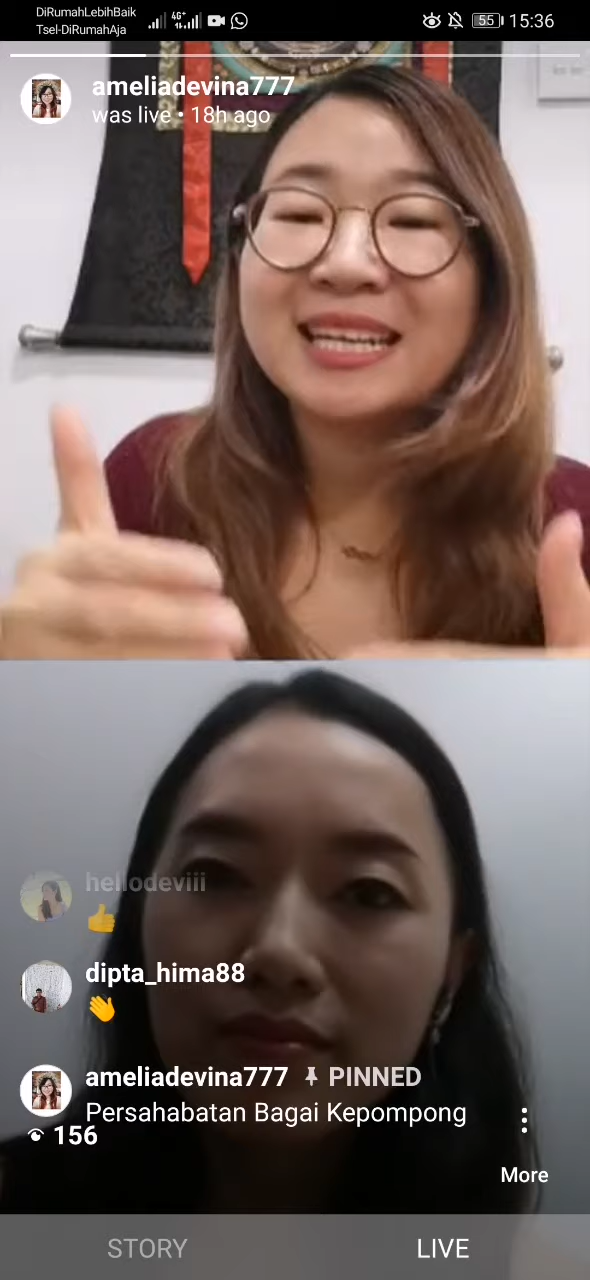 DiRumahLebihBaik
Tsel-DiRumahAja
4G+
55
15:36
ameliadevina777
was live • 18h ago
hellodeviii
👍
dipta_hima88
👏
ameliadevina777 📌 PINNED
Persahabatan Bagai Kepompong
156
More
STORY
LIVE